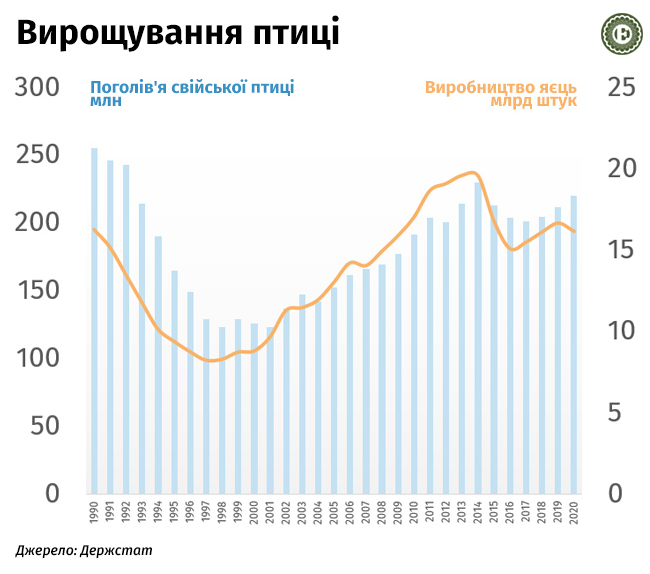 Вирощування птиці
E
Поголів'я свійської птиці
млн
Виробництво яєць
млрд штук
300
250
200
150
100
50
0
25
20
15
10
5
0
1990 1991 1992 1993 1994 1995 1996 1997 1998 1999 2000 2001 2002 2003 2004 2005 2006 2007 2008 2009 2010 2011 2012 2013 2014 2015 2016 2017 2018 2019 2020
Джерело: Держстат